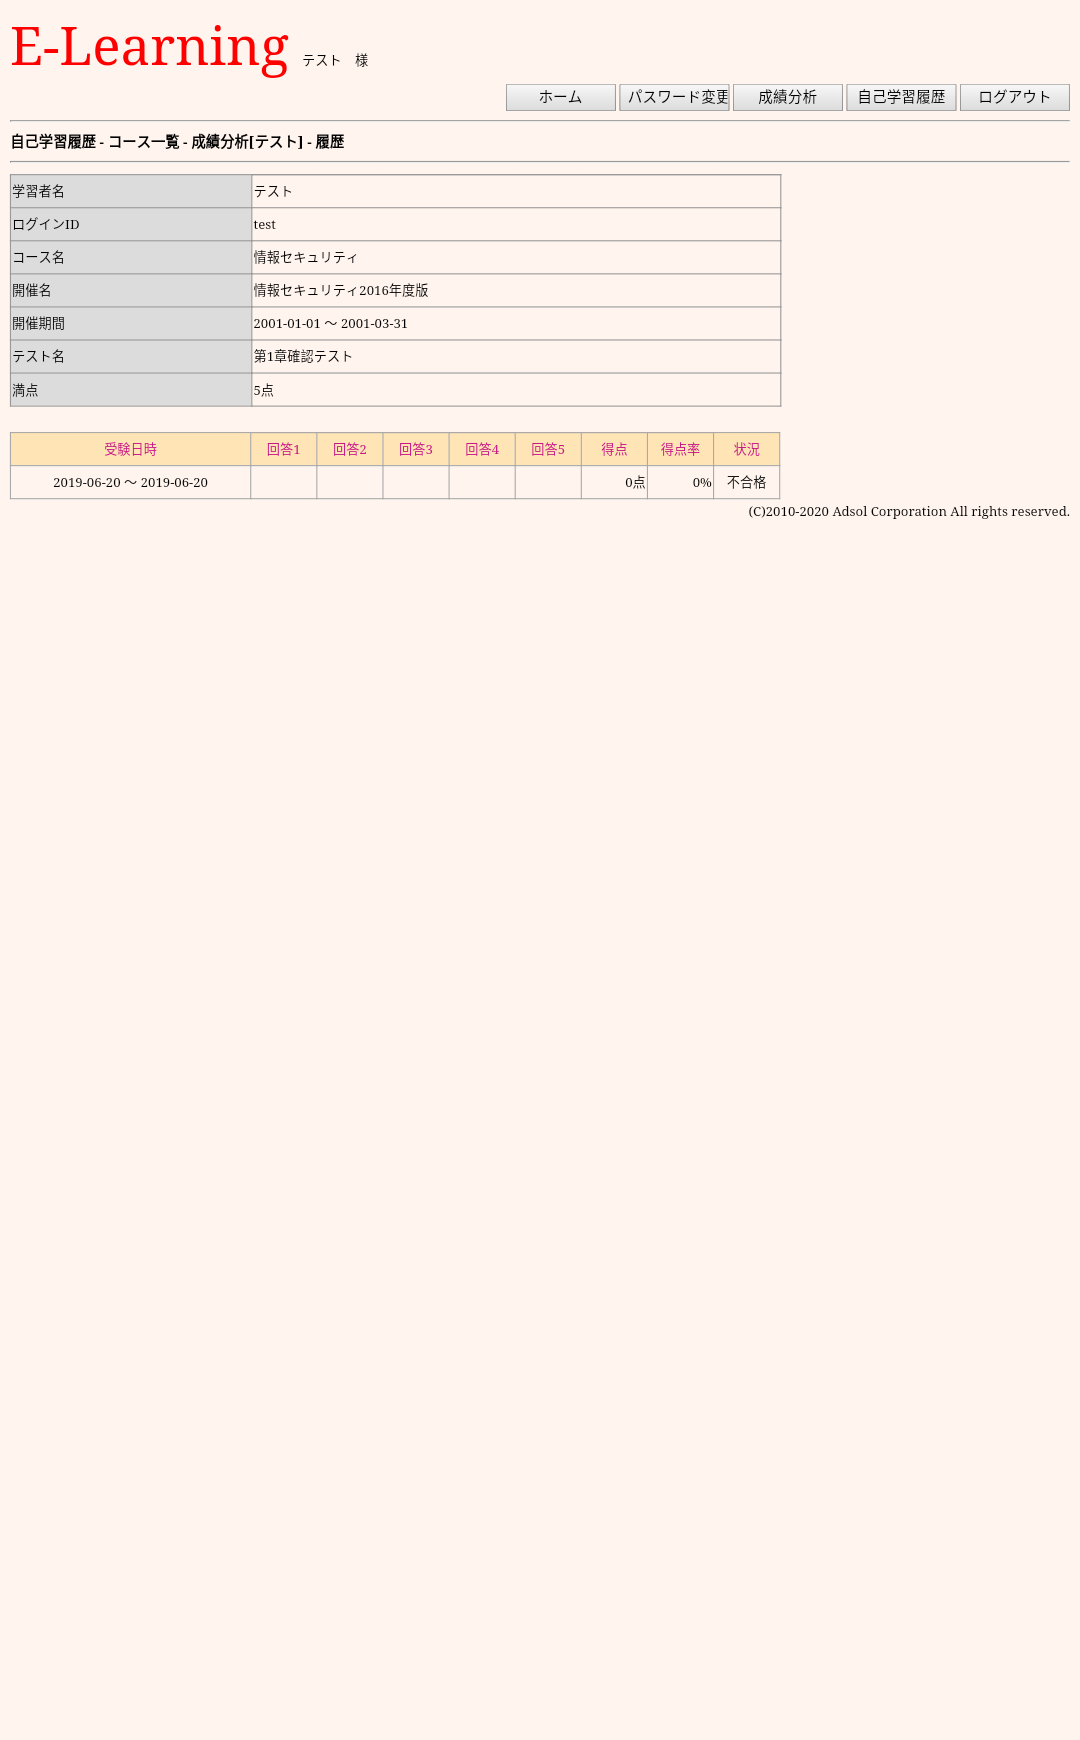 E-Learning テスト　様
ホーム パスワード変更 成績分析 自己学習履歴 ログアウト
自己学習履歴 - コース一覧 - 成績分析[テスト] - 履歴
学習者名 テスト
ログインID test
コース名 情報セキュリティ
開催名 情報セキュリティ2016年度版
開催期間 2001-01-01 〜 2001-03-31
テスト名 第1章確認テスト
満点 5点
受験日時 回答1 回答2 回答3 回答4 回答5 得点 得点率 状況
2019-06-20 〜 2019-06-20 0点 0% 不合格
(C)2010-2020 Adsol Corporation All rights reserved.